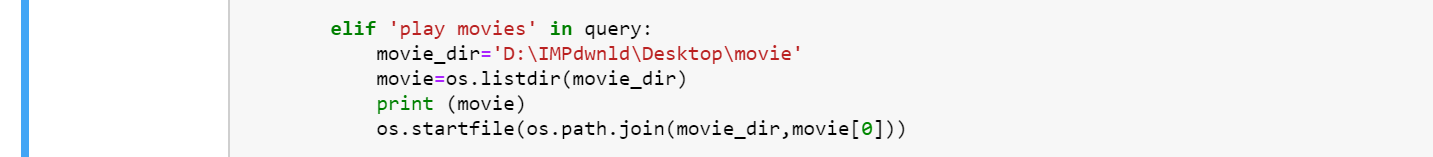 elif 'play movies' in query:
    movie_dir='D:\IMPdwnld\Desktop\movie'
    movie=os.listdir(movie_dir)
    print (movie)
    os.startfile(os.path.join(movie_dir,movie[0]))